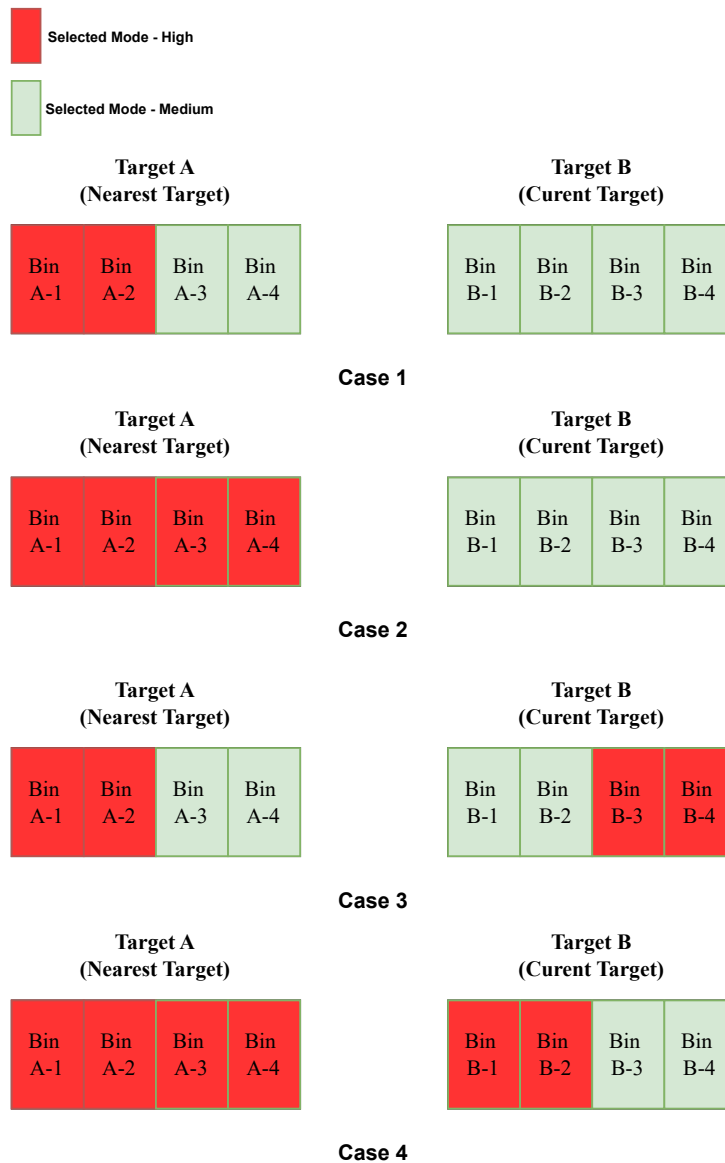 Selected Mode - High
Selected Mode - Medium
Target A
(Nearest Target)
Target B
(Curent Target)
Bin A-1
Bin A-2
Bin A-3
Bin A-4
Bin B-1
Bin B-2
Bin B-3
Bin B-4
Case 1
Target A
(Nearest Target)
Target B
(Curent Target)
Bin A-1
Bin A-2
Bin A-3
Bin A-4
Bin B-1
Bin B-2
Bin B-3
Bin B-4
Case 2
Target A
(Nearest Target)
Target B
(Curent Target)
Bin A-1
Bin A-2
Bin A-3
Bin A-4
Bin B-1
Bin B-2
Bin B-3
Bin B-4
Case 3
Target A
(Nearest Target)
Target B
(Curent Target)
Bin A-1
Bin A-2
Bin A-3
Bin A-4
Bin B-1
Bin B-2
Bin B-3
Bin B-4
Case 4